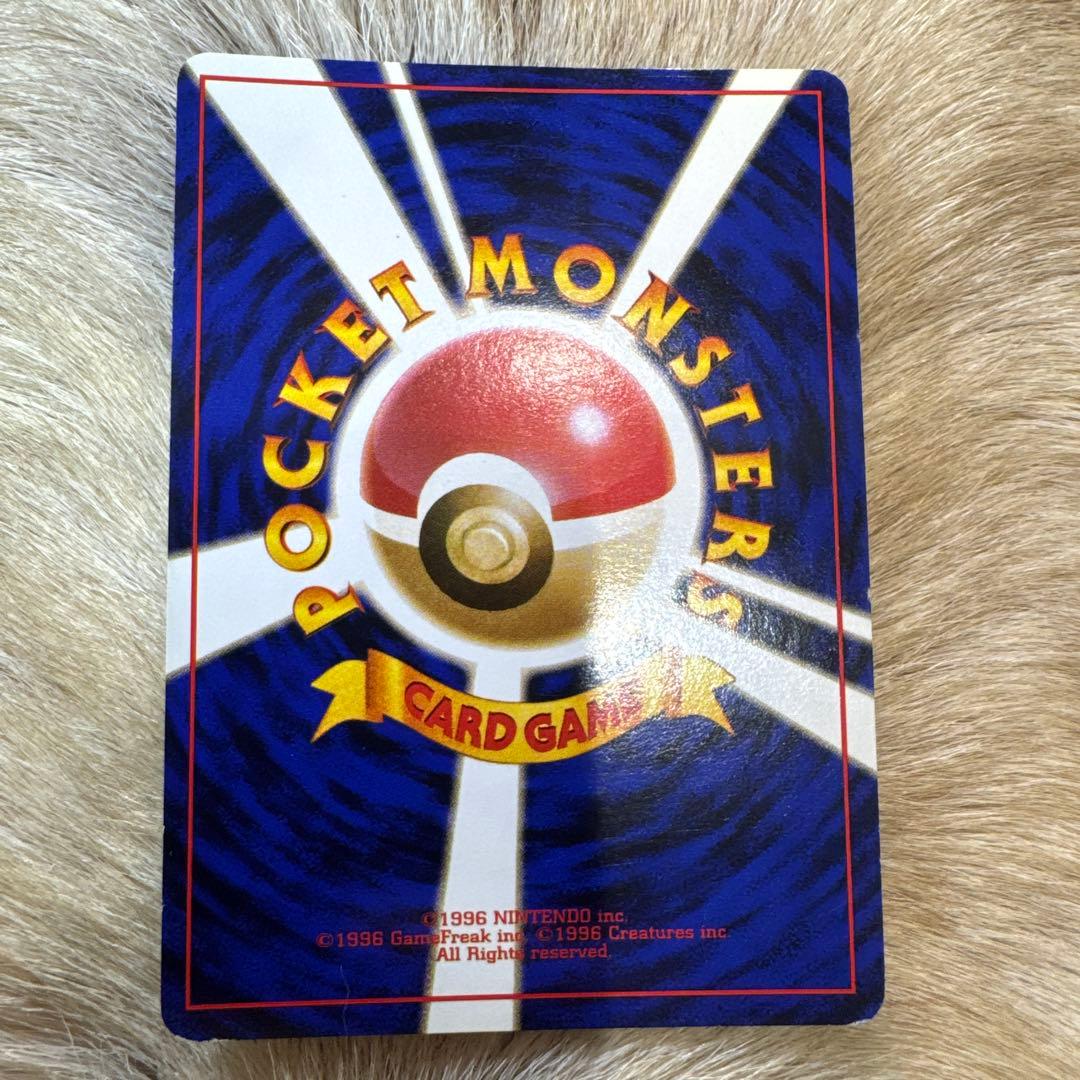 POCKET MONSTERS
CARD GAME
©1996 NINTENDO inc.
©1996 GameFreak inc. ©1996 Creatures inc.
All Rights reserved.